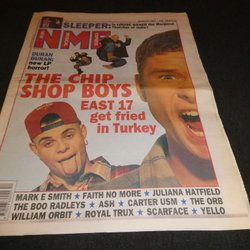 SLEEPER:
NME
DURAN
DURAN:
new LP
horror!
THE CHIP
SHOP BOYS
EAST 17
get fried
in Turkey
MARK E SMITH ★ FAITH NO MORE ★ JULIANA HATFIELD
THE BOO RADLEYS ★ ASH ★ CARTER USM ★ THE ORB
WILLIAM ORBIT ★ ROYAL TRUX ★ SCARFACE ★ YELLO